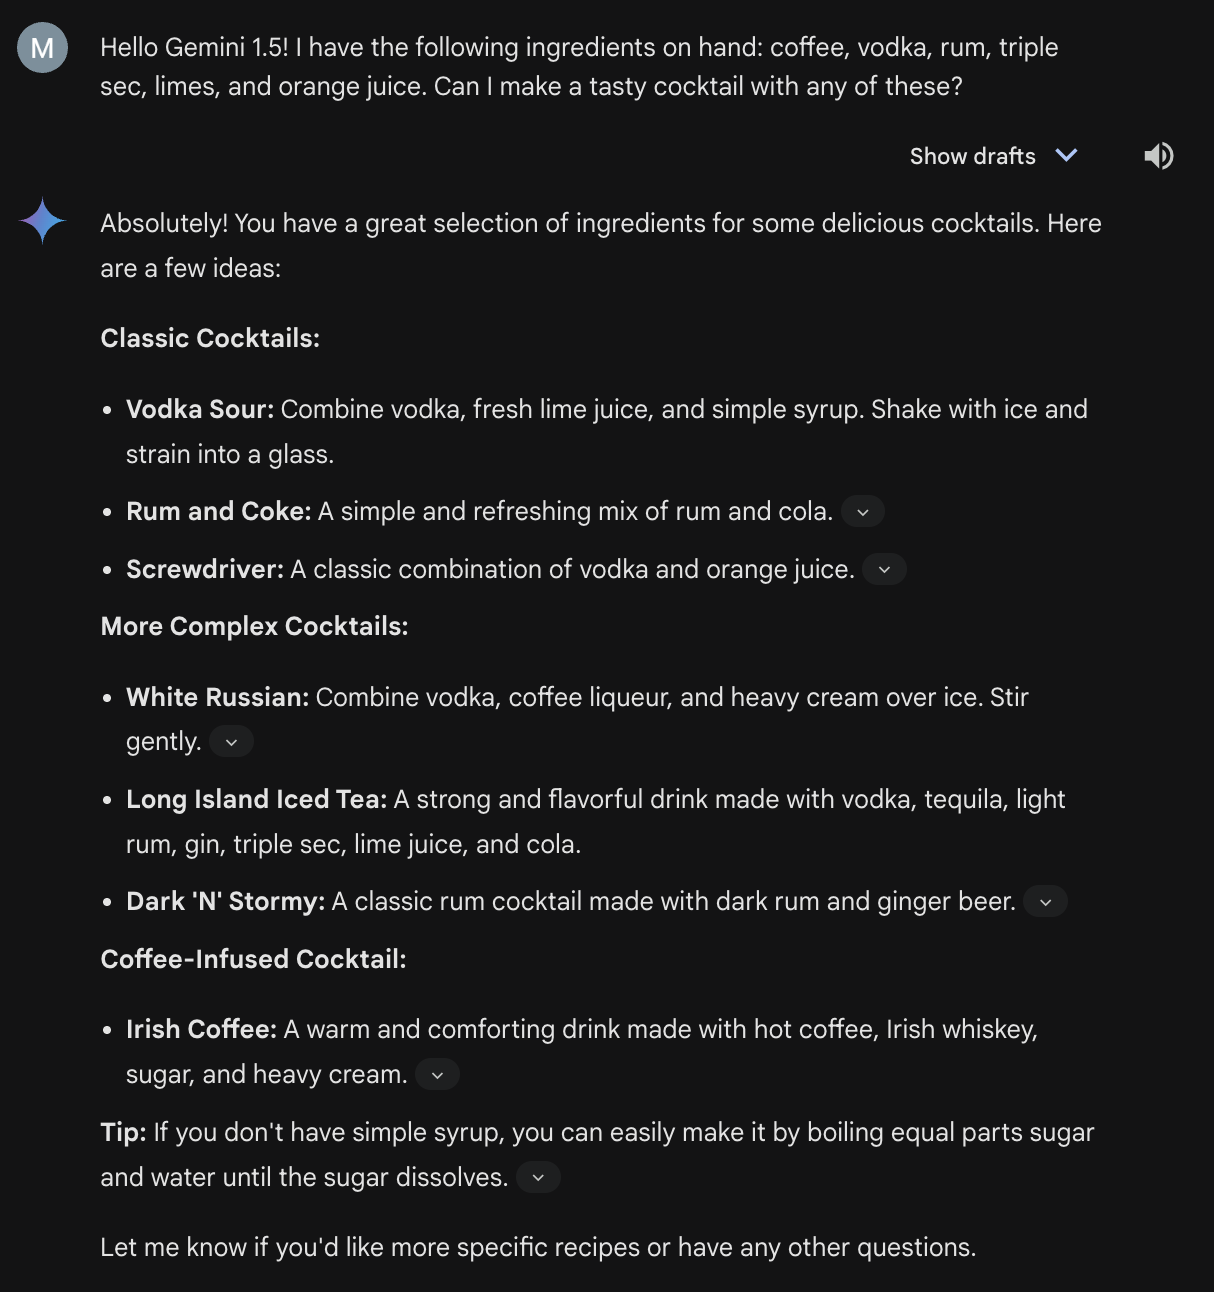 M
Hello Gemini 1.5! I have the following ingredients on hand: coffee, vodka, rum, triple
sec, limes, and orange juice. Can I make a tasty cocktail with any of these?
Show drafts
Absolutely! You have a great selection of ingredients for some delicious cocktails. Here
are a few ideas:
Classic Cocktails:
• Vodka Sour: Combine vodka, fresh lime juice, and simple syrup. Shake with ice and
strain into a glass.
• Rum and Coke: A simple and refreshing mix of rum and cola.
• Screwdriver: A classic combination of vodka and orange juice.
More Complex Cocktails:
• White Russian: Combine vodka, coffee liqueur, and heavy cream over ice. Stir
gently.
• Long Island Iced Tea: A strong and flavorful drink made with vodka, tequila, light
rum, gin, triple sec, lime juice, and cola.
• Dark 'N' Stormy: A classic rum cocktail made with dark rum and ginger beer.
Coffee-Infused Cocktail:
• Irish Coffee: A warm and comforting drink made with hot coffee, Irish whiskey,
sugar, and heavy cream.
Tip: If you don't have simple syrup, you can easily make it by boiling equal parts sugar
and water until the sugar dissolves.
Let me know if you'd like more specific recipes or have any other questions.